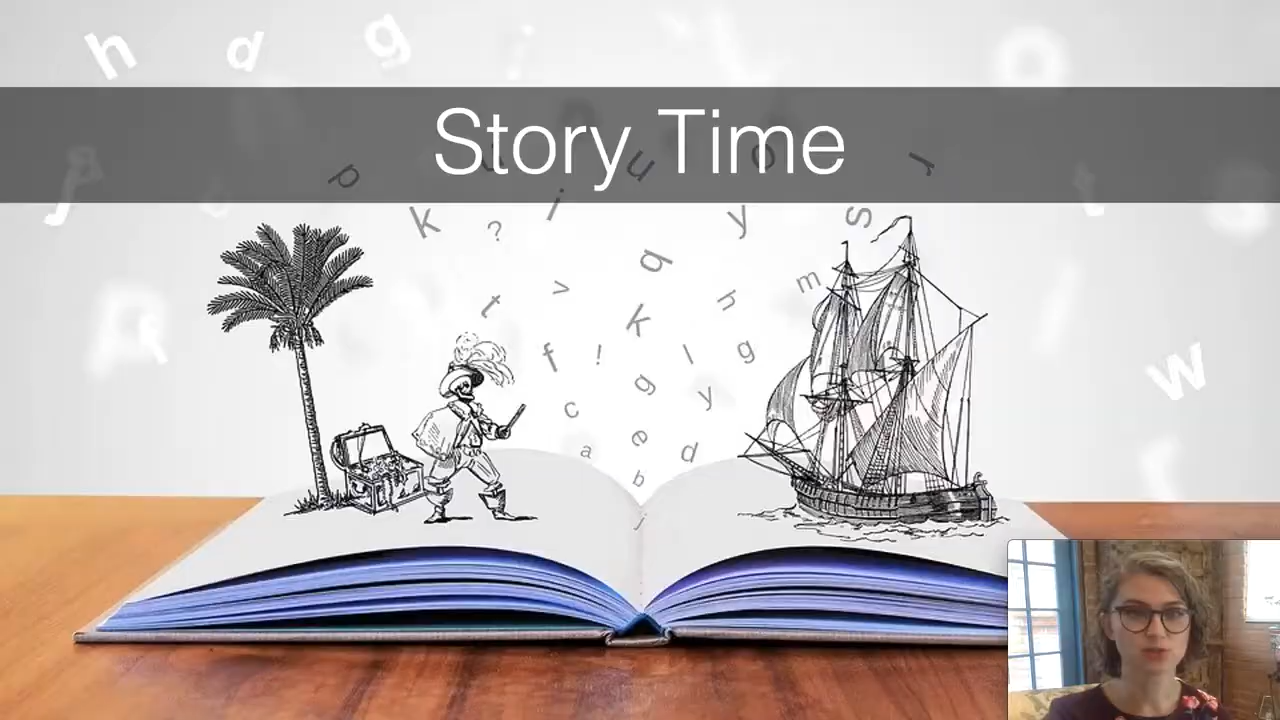 h d g i
Story Time
p u n u o r
k ? i y s
q
t v h m
k
f ! l g
g y
c
w
a e d
b
j